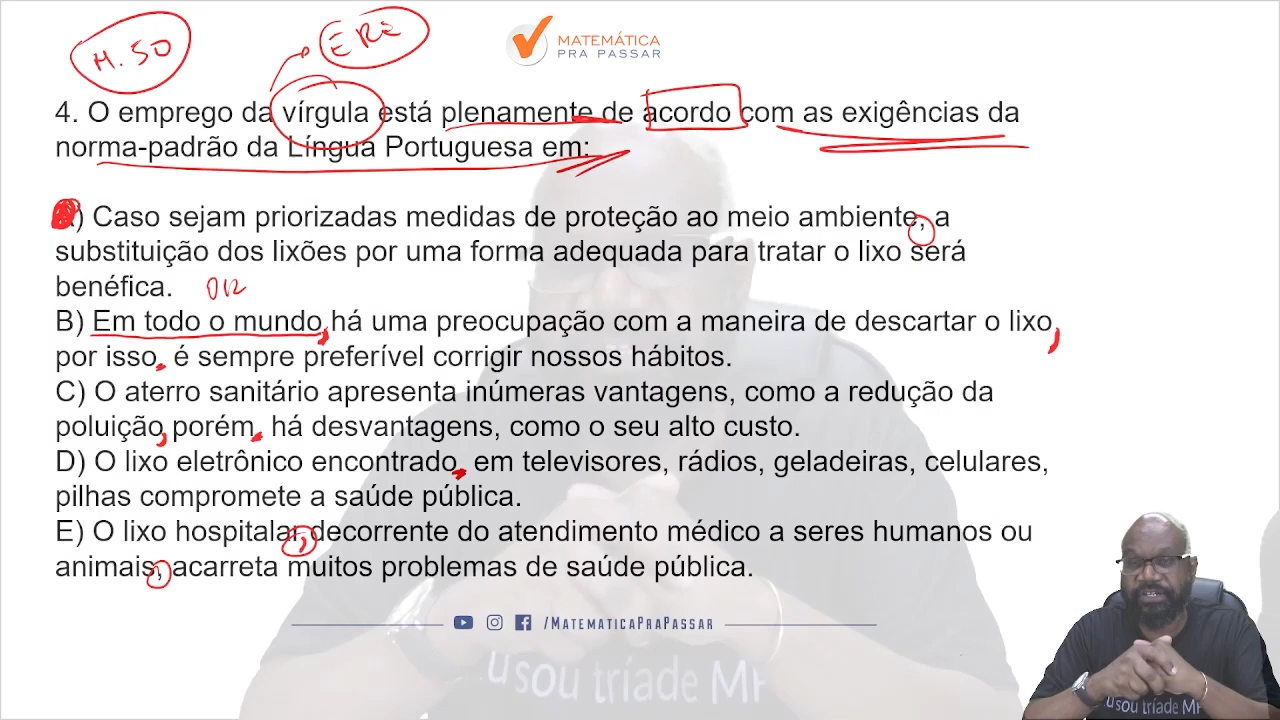 H.50
ERE
MATEMÁTICA
PRA PASSAR
4. O emprego da vírgula está plenamente de acordo com as exigências da
norma-padrão da Língua Portuguesa em:
) Caso sejam priorizadas medidas de proteção ao meio ambiente, a
substituição dos lixões por uma forma adequada para tratar o lixo será
benéfica.
B) Em todo o mundo, há uma preocupação com a maneira de descartar o lixo,
por isso, é sempre preferível corrigir nossos hábitos.
C) O aterro sanitário apresenta inúmeras vantagens, como a redução da
poluição, porém, há desvantagens, como o seu alto custo.
D) O lixo eletrônico encontrado, em televisores, rádios, geladeiras, celulares,
pilhas compromete a saúde pública.
E) O lixo hospitalar, decorrente do atendimento médico a seres humanos ou
animais, acarreta muitos problemas de saúde pública.
/MATEMATICAPRAPASSAR
usou tríade MP
usou tríade MP